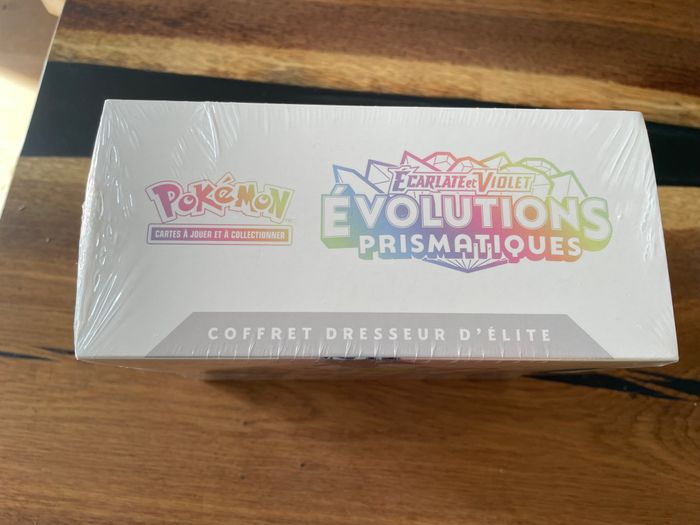 POKÉMON
CARTES À JOUER ET À COLLECTIONNER
ÉCARLATE ET VIOLET
ÉVOLUTIONS
PRISMATIQUES
COFFRET DRESSEUR D'ÉLITE